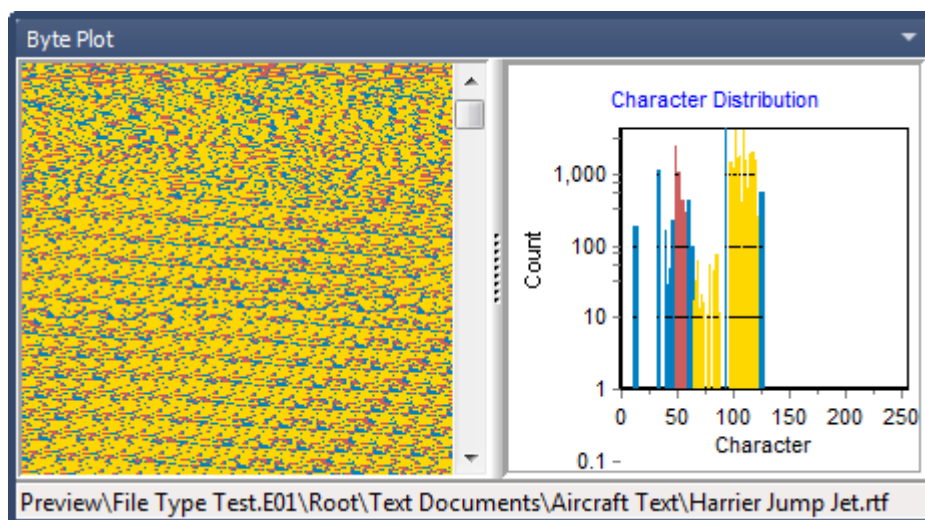 Byte Plot
Character Distribution
1,000
100
10
1
0.1
Count
0 50 100 150 200 250
Character
Preview\File Type Test.E01\Root\Text Documents\Aircraft Text\Harrier Jump Jet.rtf